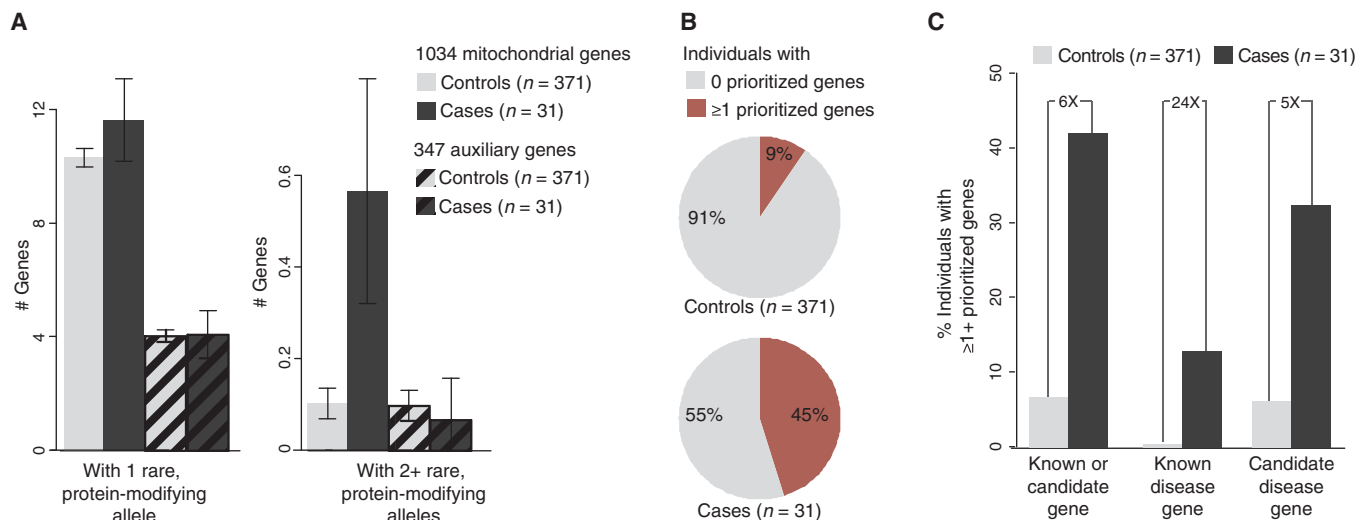 A
1034 mitochondrial genes
Controls (n = 371)
Cases (n = 31)
347 auxiliary genes
Controls (n = 371)
Cases (n = 31)
# Genes
12
8
4
0
With 1 rare,
protein-modifying
allele
# Genes
0.6
0.4
0.2
0
With 2+ rare,
protein-modifying
alleles
B
Individuals with
0 prioritized genes
≥1 prioritized genes
9%
91%
Controls (n = 371)
55%
45%
Cases (n = 31)
C
Controls (n = 371)
Cases (n = 31)
% Individuals with
≥1+ prioritized genes
50
40
30
20
10
0
6X
24X
5X
Known or
candidate gene
Known
disease gene
Candidate
disease gene